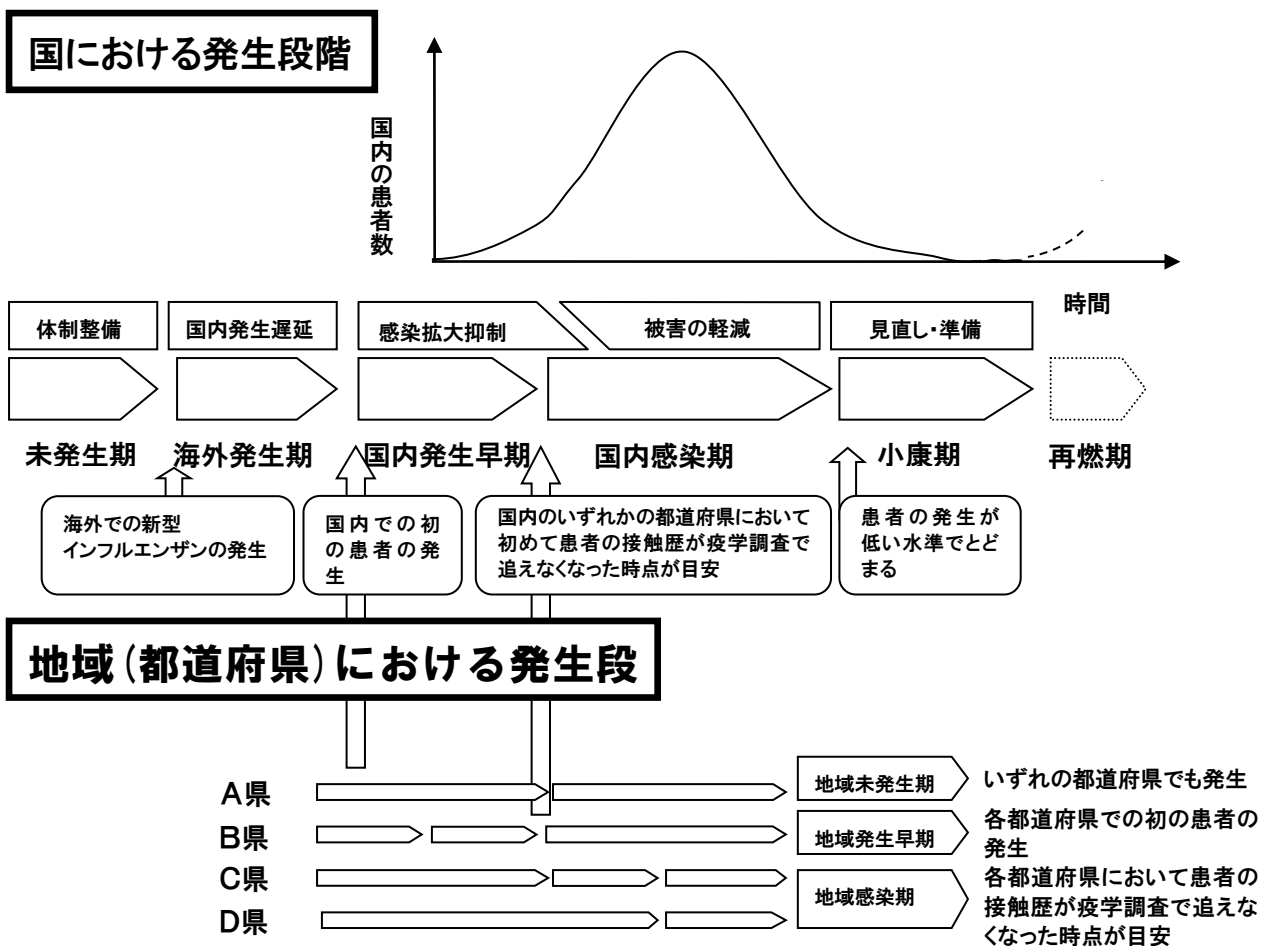 国における発生段階
国内の患者数
時間
体制整備
国内発生遅延
感染拡大抑制
被害の軽減
見直し・準備
未発生期
海外発生期
国内発生早期
国内感染期
小康期
再燃期
海外での新型
インフルエンザンの発生
国内での初
の患者の発
生
国内のいずれかの都道府県において
初めて患者の接触歴が疫学調査で
追えなくなった時点が目安
患者の発生が
低い水準でとど
まる
地域(都道府県)における発生段
A県
B県
C県
D県
地域未発生期
いずれの都道府県でも発生
地域発生早期
各都道府県での初の患者の
発生
地域感染期
各都道府県において患者の
接触歴が疫学調査で追えな
くなった時点が目安